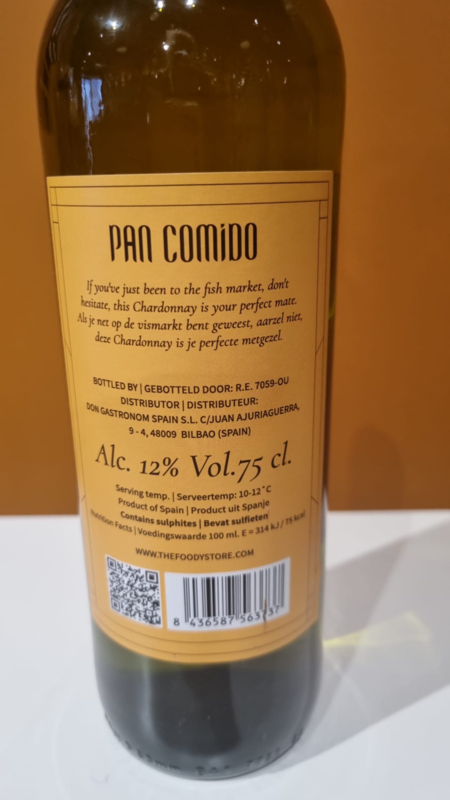 PAN COMiDO
If you've just been to the fish market, don't
hesitate, this Chardonnay is your perfect mate.
Als je net op de vismarkt bent geweest, aarzel niet,
deze Chardonnay is je perfecte metgezel.
BOTTLED BY | GEBOTTELD DOOR: R.E. 7059-OU
DISTRIBUTOR | DISTRIBUTEUR:
DON GASTRONOM SPAIN S.L. C/JUAN AJURIAGUERRA,
9 - 4, 48009 BILBAO (SPAIN)
Alc. 12% Vol.75 cl.
Serving temp. | Serveertemp: 10-12°C
Product of Spain | Product uit Spanje
Contains sulphites | Bevat sulfieten
Nutrition Facts | Voedingswaarde 100 ml. E = 314 kJ / 75 kcal
WWW.THEFOODYSTORE.COM
8 436587 563737